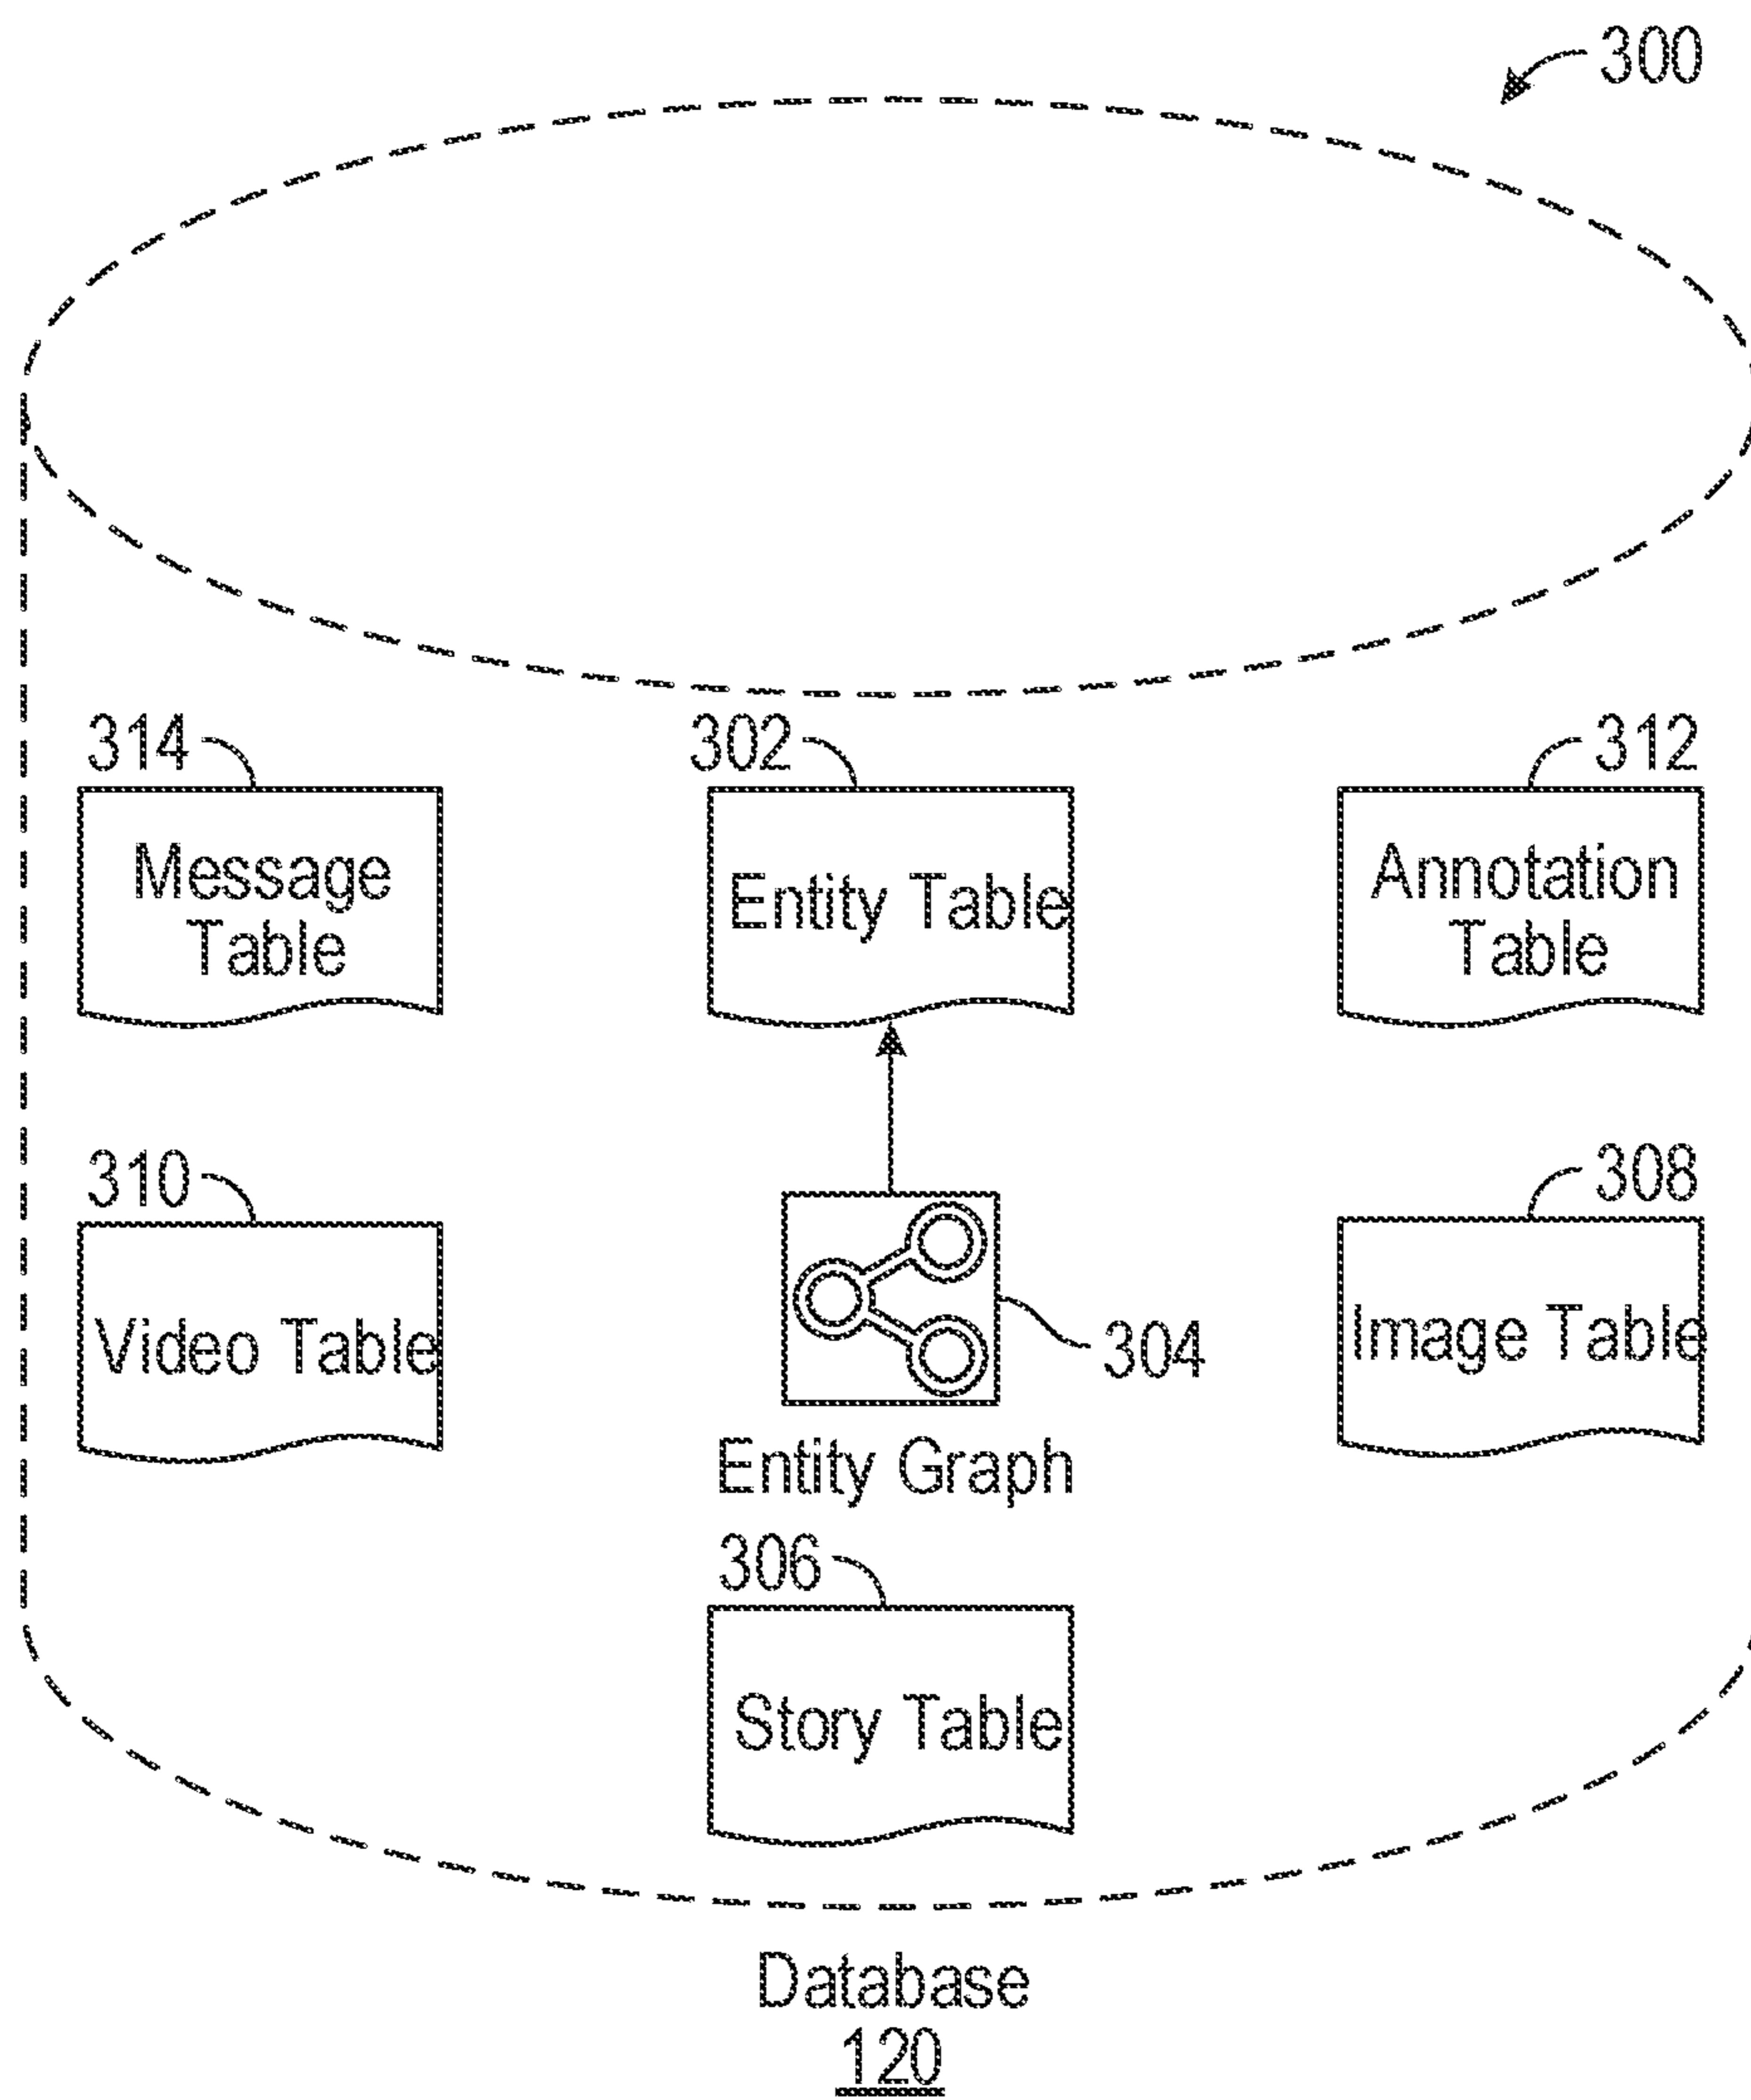 300
314
302
312
Message
Table
Entity Table
Annotation
Table
310
308
Video Table
304
Image Table
Entity Graph
306
Story Table
Database
120